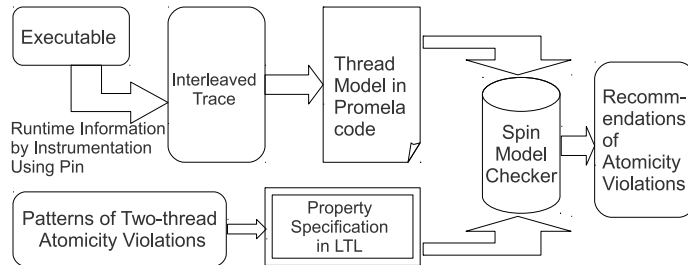 Executable
Runtime Information
by Instrumentation
Using Pin
Interleaved
Trace
Thread
Model in
Promela
code
Spin
Model
Checker
Recomm-
endations
of
Atomicity
Violations
Patterns of Two-thread
Atomicity Violations
Property
Specification
in LTL